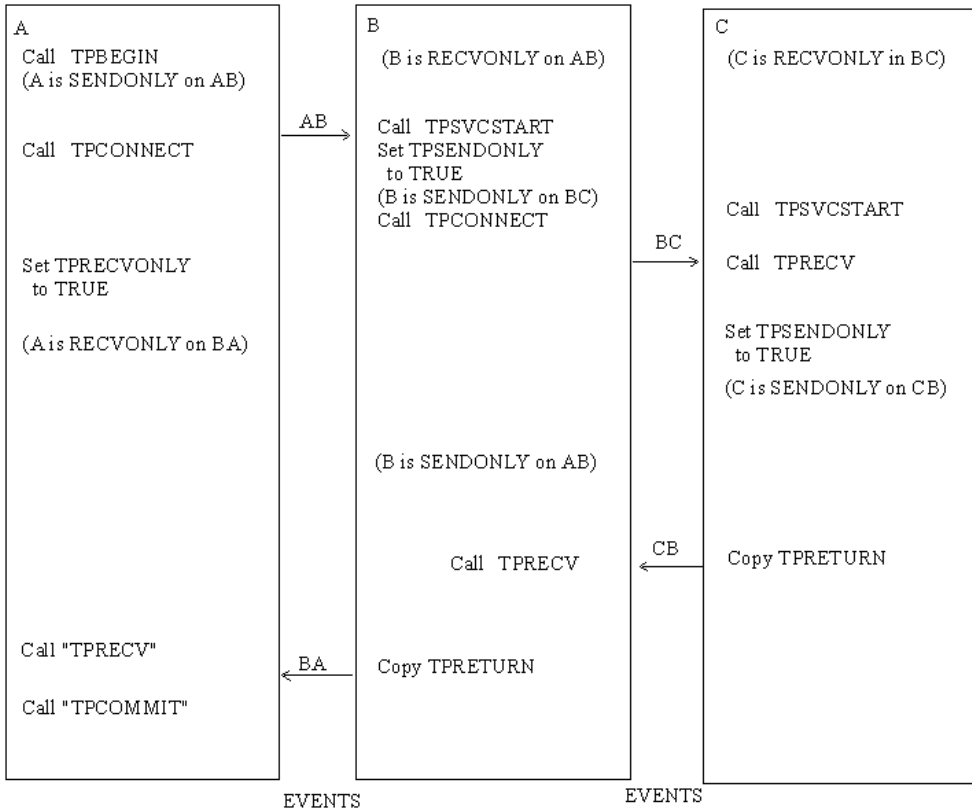 A
Call TPBEGIN
(A is SENDONLY on AB)
Call TPCONNECT
Set TPRECVONLY
to TRUE
(A is RECVONLY on BA)
Call "TPRECV"
Call "TPCOMMIT"
AB
BA
EVENTS
B
(B is RECVONLY on AB)
Call TPSVCSTART
Set TPSENDONLY
to TRUE
(B is SENDONLY on BC)
Call TPCONNECT
(B is SENDONLY on AB)
Call TPRECV
Copy TPRETURN
BC
CB
EVENTS
C
(C is RECVONLY in BC)
Call TPSVCSTART
Call TPRECV
Set TPSENDONLY
to TRUE
(C is SENDONLY on CB)
Copy TPRETURN